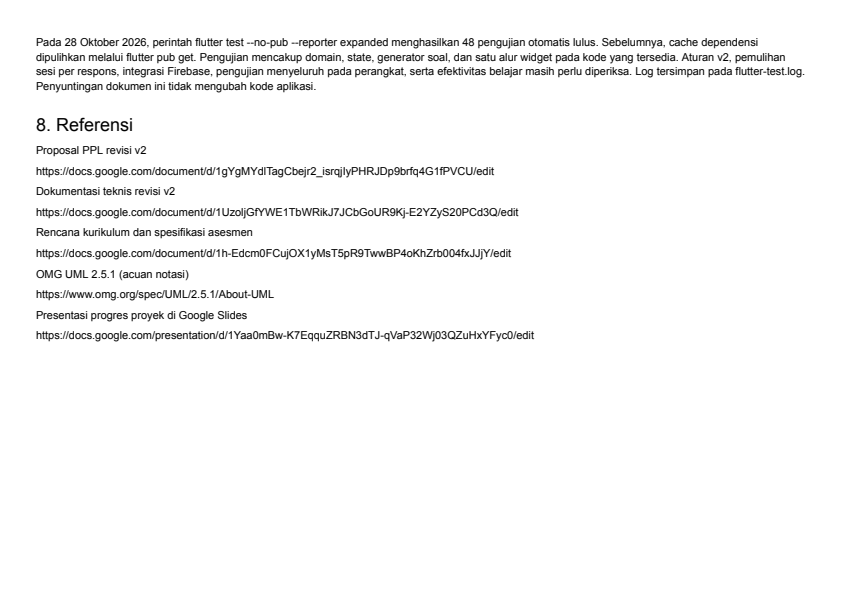 Pada 28 Oktober 2026, perintah flutter test --no-pub --reporter expanded menghasilkan 48 pengujian otomatis lulus. Sebelumnya, cache dependensi
dipulihkan melalui flutter pub get. Pengujian mencakup domain, state, generator soal, dan satu alur widget pada kode yang tersedia. Aturan v2, pemulihan
sesi per respons, integrasi Firebase, pengujian menyeluruh pada perangkat, serta efektivitas belajar masih perlu diperiksa. Log tersimpan pada flutter-test.log.
Penyuntingan dokumen ini tidak mengubah kode aplikasi.
8. Referensi
Proposal PPL revisi v2
https://docs.google.com/document/d/1gYgMYdlTagCbejr2_isrqjIyPHRJDp9brfq4G1fPVCU/edit
Dokumentasi teknis revisi v2
https://docs.google.com/document/d/1UzoljGfYWE1TbWRikJ7JCbGoUR9Kj-E2YZyS20PCd3Q/edit
Rencana kurikulum dan spesifikasi asesmen
https://docs.google.com/document/d/1h-Edcm0FCujOX1yMsT5pR9TwwBP4oKhZrb004fxJJjY/edit
OMG UML 2.5.1 (acuan notasi)
https://www.omg.org/spec/UML/2.5.1/About-UML
Presentasi progres proyek di Google Slides
https://docs.google.com/presentation/d/1Yaa0mBw-K7EqquZRBN3dTJ-qVaP32Wj03QZuHxYFyc0/edit